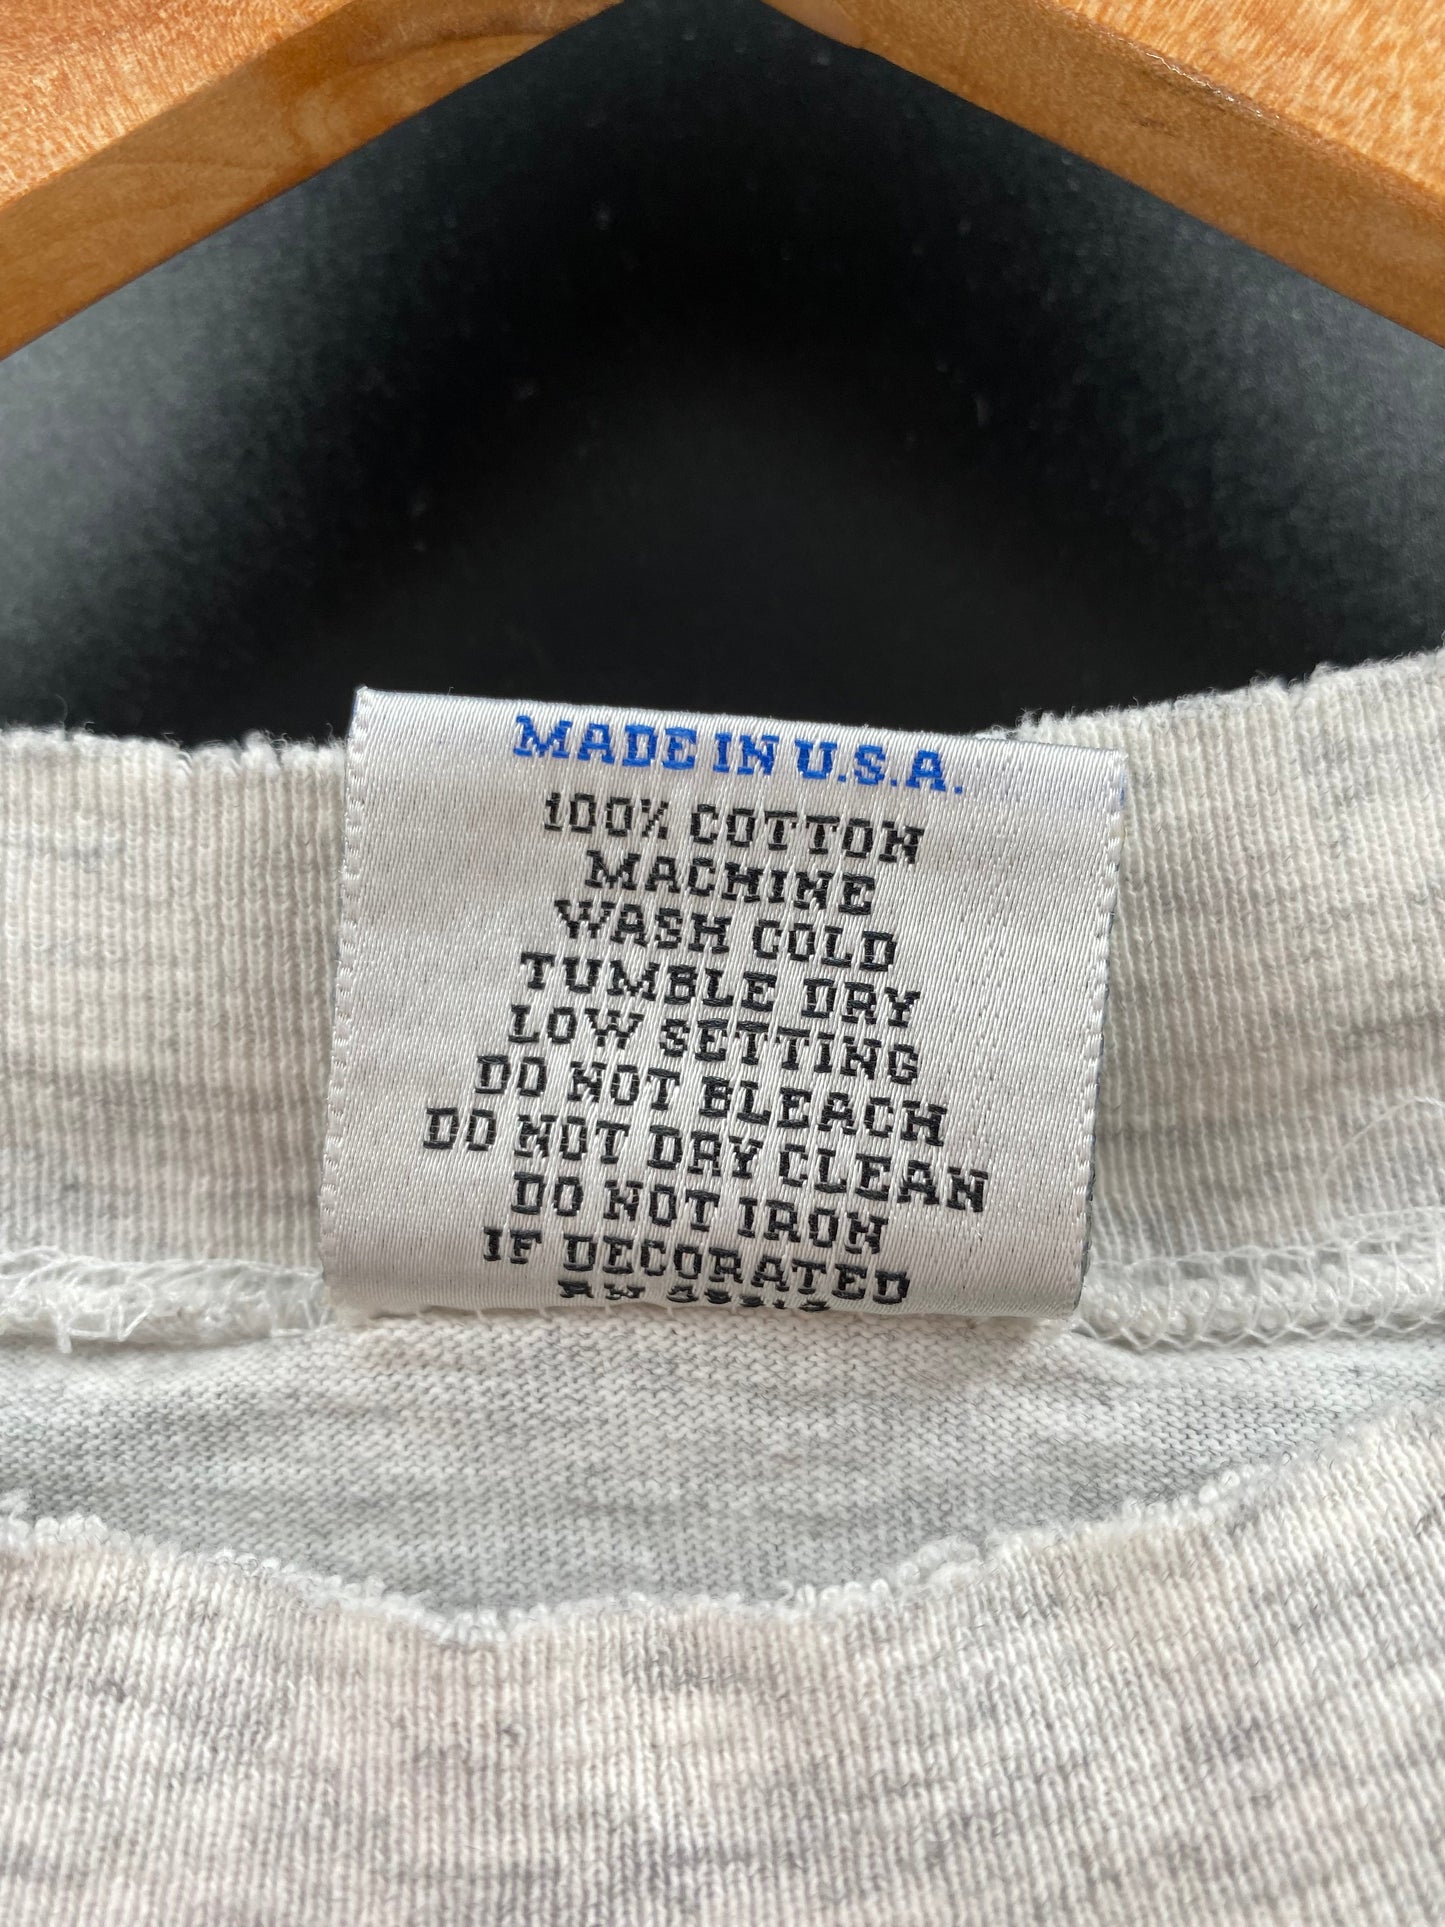 MADE IN U.S.A.
100% COTTON
MACHINE
WASH COLD
TUMBLE DRY
LOW SETTING
DO NOT BLEACH
DO NOT DRY CLEAN
DO NOT IRON
IF DECORATED
RN